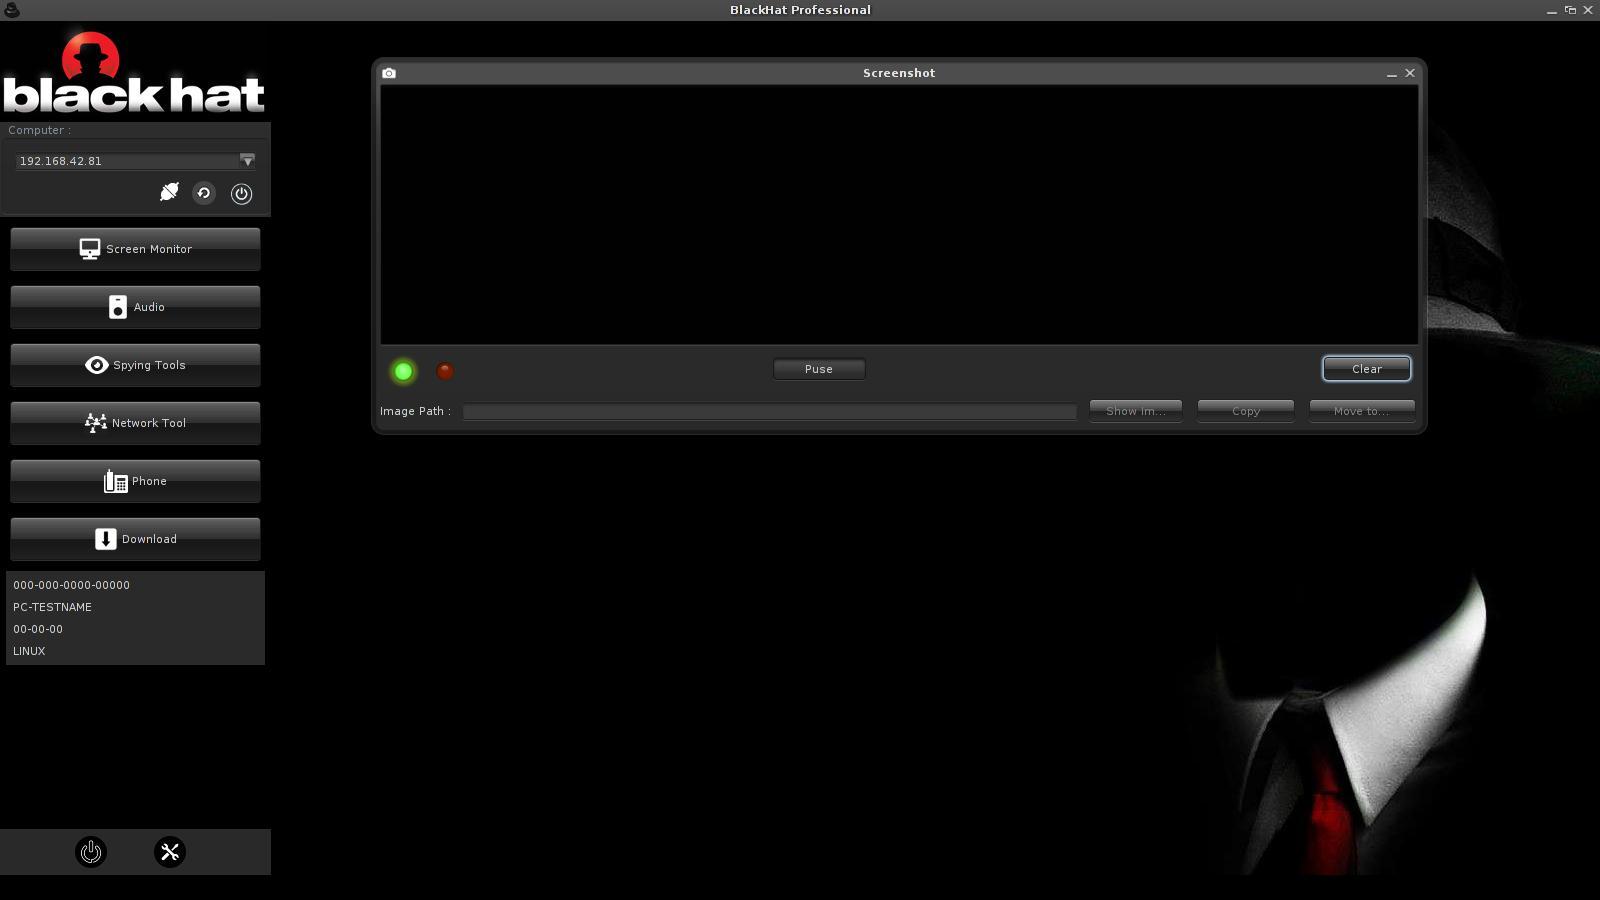 BlackHat Professional
black hat
Computer :
192.168.42.81
Screen Monitor
Audio
Spying Tools
Network Tool
Phone
Download
000-000-0000-00000
PC-TESTNAME
00-00-00
LINUX
Screenshot
Puse
Clear
Image Path :
Show Im...
Copy
Move to...